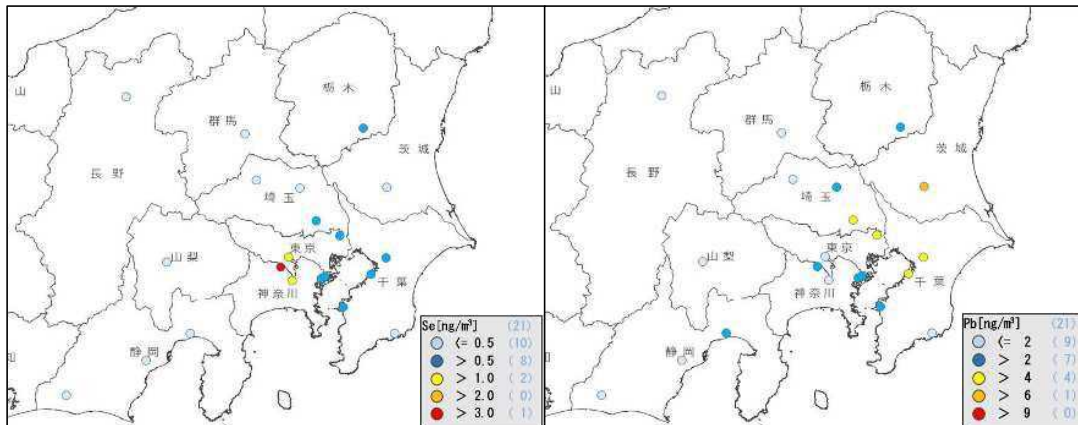 山
栃木
群馬
茨城
長野
埼玉
東京
山梨
千葉
神奈川
静岡
知
Se[ng/m³] (21)
<= 0.5 (10)
> 0.5 ( 8)
> 1.0 ( 2)
> 2.0 ( 0)
> 3.0 ( 1)
山
栃木
群馬
茨城
長野
埼玉
東京
山梨
千葉
神奈川
静岡
知
Pb[ng/m³] (21)
<= 2 ( 9)
> 2 ( 7)
> 4 ( 4)
> 6 ( 1)
> 9 ( 0)